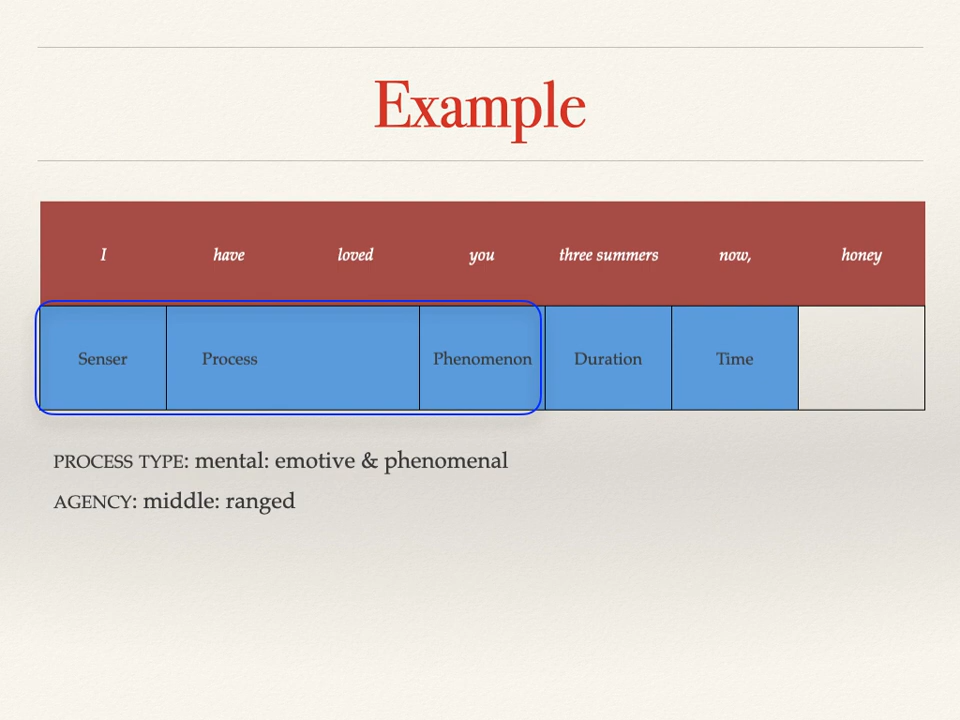 Example
I have loved you three summers now, honey
Senser Process Phenomenon Duration Time
PROCESS TYPE: mental: emotive & phenomenal
AGENCY: middle: ranged